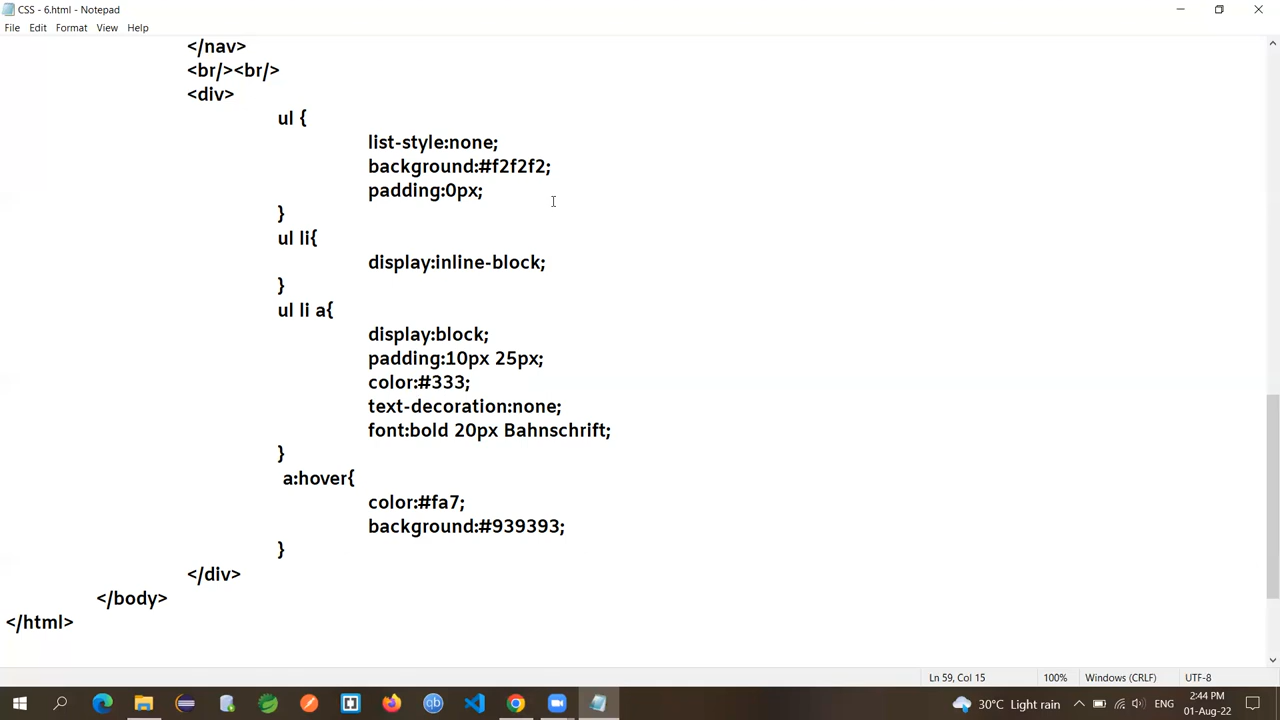 CSS - 6.html - Notepad
File Edit Format View Help
</nav>
<br/><br/>
<div>
ul {
list-style:none;
background:#f2f2f2;
padding:0px;
}
ul li{
display:inline-block;
}
ul li a{
display:block;
padding:10px 25px;
color:#333;
text-decoration:none;
font:bold 20px Bahnschrift;
}
a:hover{
color:#fa7;
background:#939393;
}
</div>
</body>
</html>
Ln 59, Col 15 100% Windows (CRLF) UTF-8
qb 30°C Light rain ENG 2:44 PM
01-Aug-22